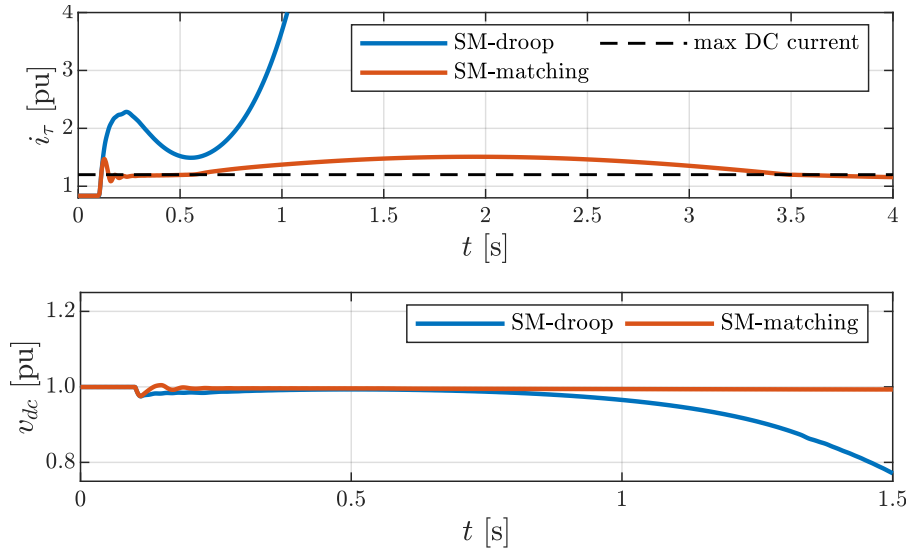 4
3
2
1
i_τ [pu]
SM-droop
max DC current
SM-matching
0
0.5
1
1.5
2
2.5
3
3.5
4
t [s]
1.2
1.0
0.8
v_dc [pu]
SM-droop
SM-matching
0
0.5
1
1.5
t [s]